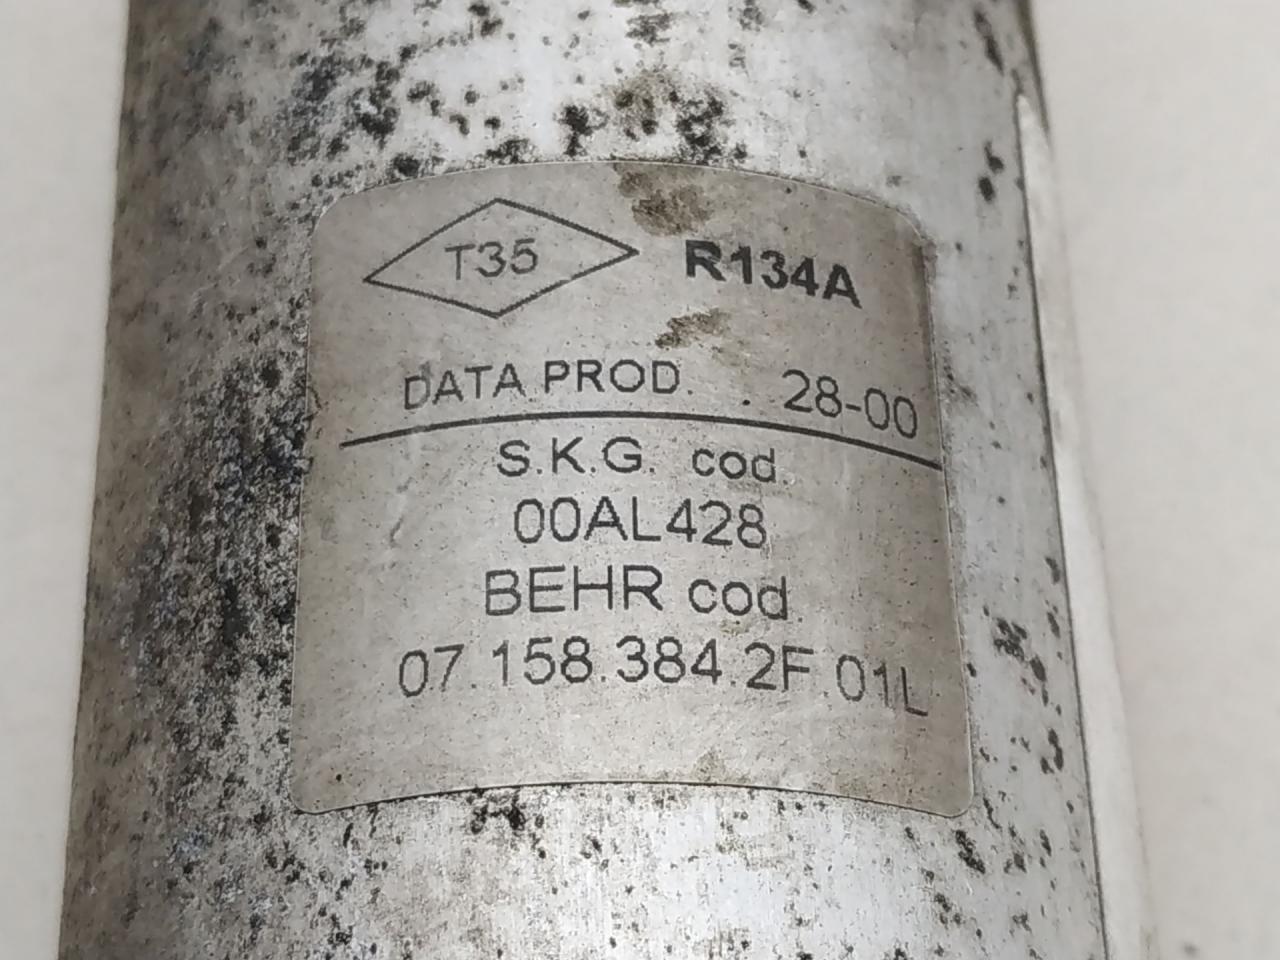 T35 R134A
DATA PROD. . 28-00
S.K.G. cod.
00AL428
BEHR cod.
07.158.384.2F.01L